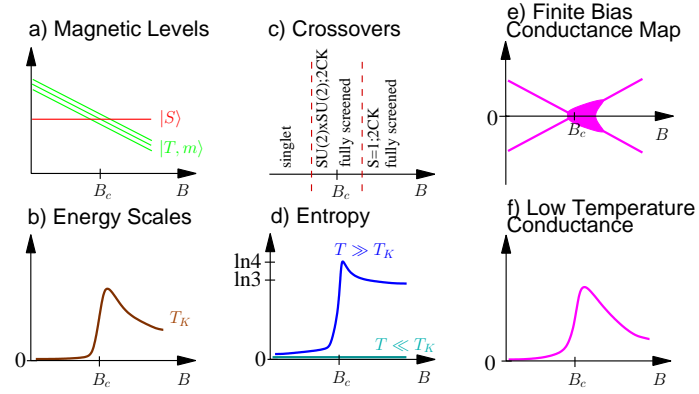 a) Magnetic Levels
|S⟩
|T, m⟩
B_c
B
c) Crossovers
singlet
SU(2)xSU(2);2CK
fully screened
S=1;2CK
fully screened
B_c
B
e) Finite Bias
Conductance Map
0
B_c
B
b) Energy Scales
T_K
0
B_c
B
d) Entropy
ln4
ln3
T ≫ T_K
T ≪ T_K
0
B_c
B
f) Low Temperature
Conductance
0
B_c
B